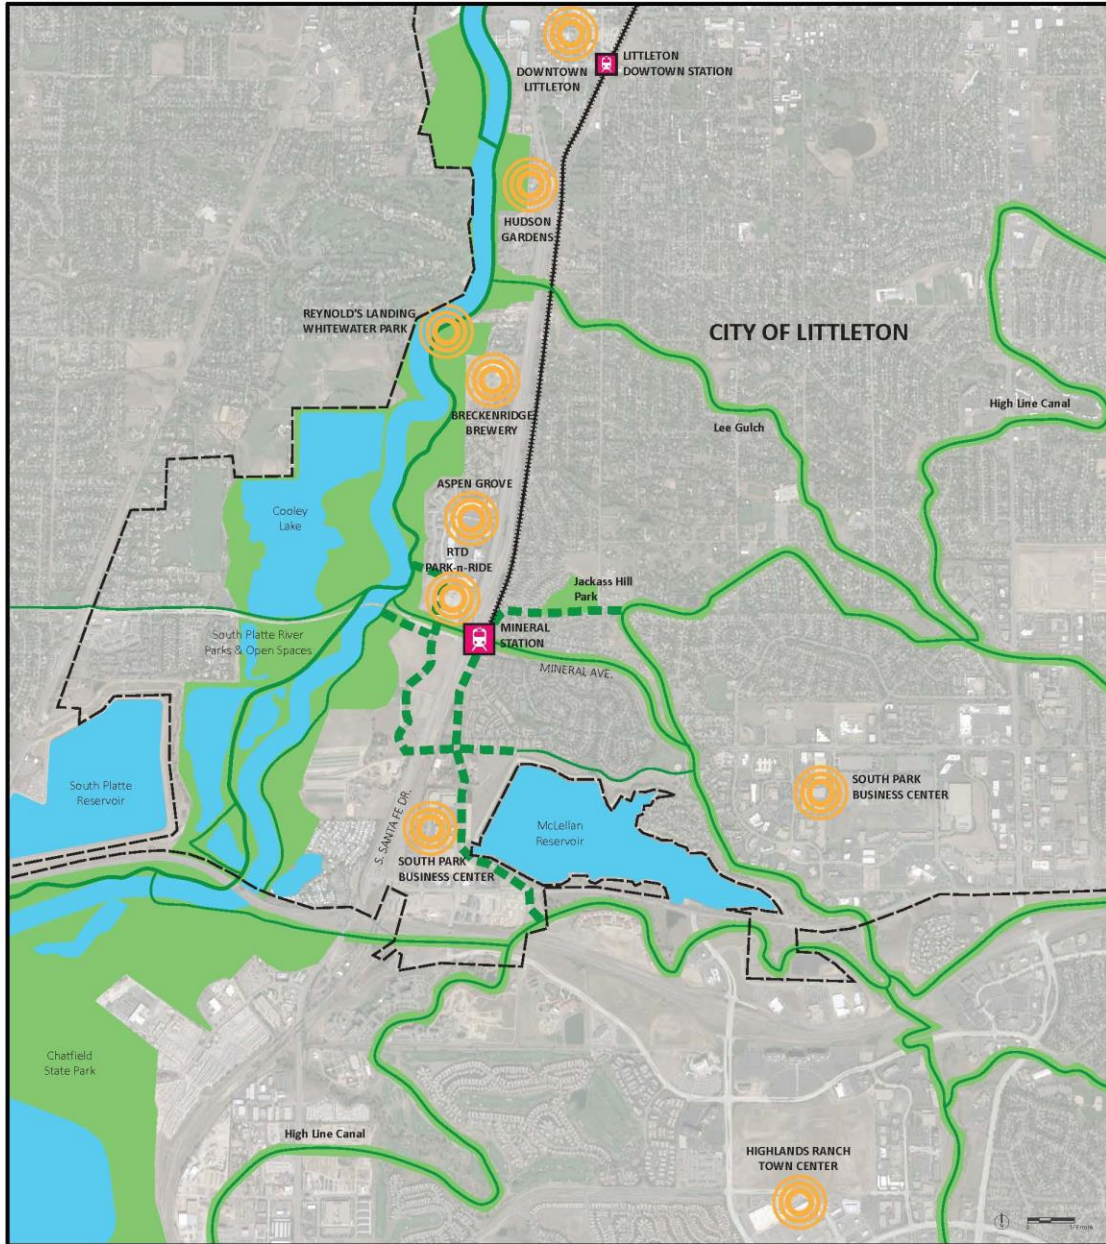 DOWNTOWN
LITTLETON
LITTLETON
DOWTOWN STATION
HUDSON
GARDENS
REYNOLD'S LANDING
WHITEWATER PARK
CITY OF LITTLETON
BRECKENRIDGE
BREWERY
High Line Canal
Lee Gulch
ASPEN GROVE
Cooley
Lake
RTD
PARK-n-RIDE
Jackass Hill
Park
MINERAL
STATION
South Platte River
Parks & Open Spaces
MINERAL AVE.
South Platte
Reservoir
SOUTH PARK
BUSINESS CENTER
S. SANTA FE DR.
McLellan
Reservoir
SOUTH PARK
BUSINESS CENTER
Chatfield
State Park
High Line Canal
HIGHLANDS RANCH
TOWN CENTER